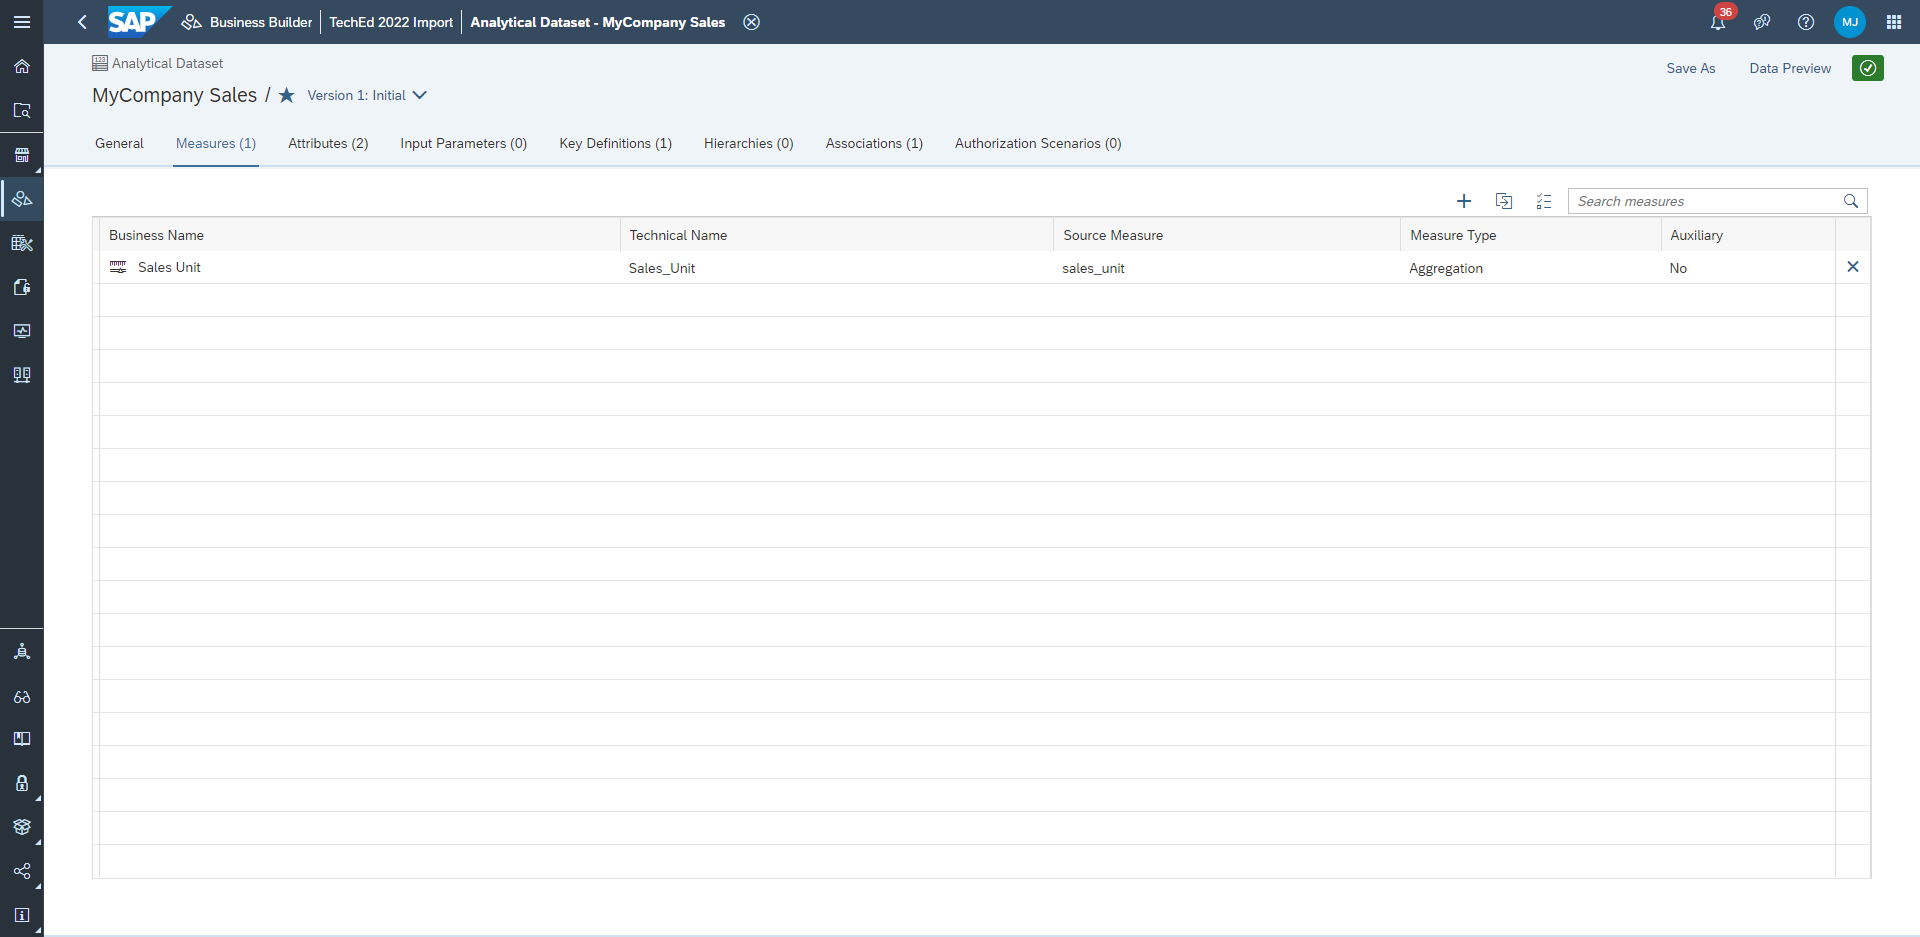 SAP Business Builder TechEd 2022 Import Analytical Dataset - MyCompany Sales 36 MJ
Analytical Dataset
Save As Data Preview
MyCompany Sales / Version 1: Initial
General Measures (1) Attributes (2) Input Parameters (0) Key Definitions (1) Hierarchies (0) Associations (1) Authorization Scenarios (0)
Search measures
Business Name Technical Name Source Measure Measure Type Auxiliary
Sales Unit Sales_Unit sales_unit Aggregation No